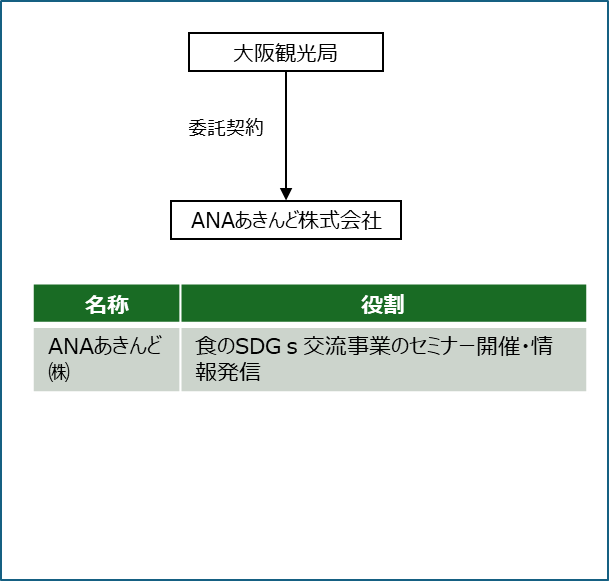 大阪観光局
委託契約
ANAあきんど株式会社
名称
役割
ANAあきんど
㈱
食のSDGｓ交流事業のセミナー開催・情
報発信